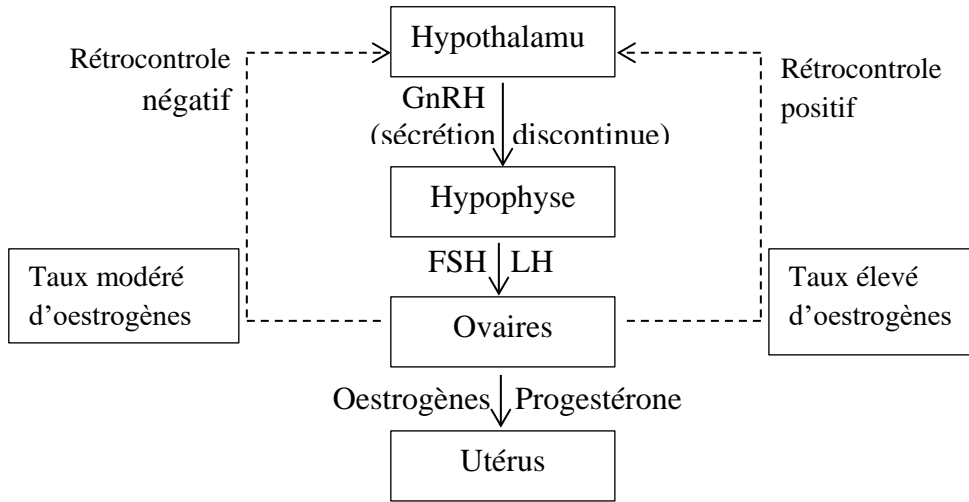 Hypothalamu
Rétrocontrole
négatif
Rétrocontrole
positif
GnRH
(sécrétion discontinue)
Hypophyse
FSH LH
Taux modéré
d’oestrogènes
Taux élevé
d’oestrogènes
Ovaires
Oestrogènes Progestérone
Utérus